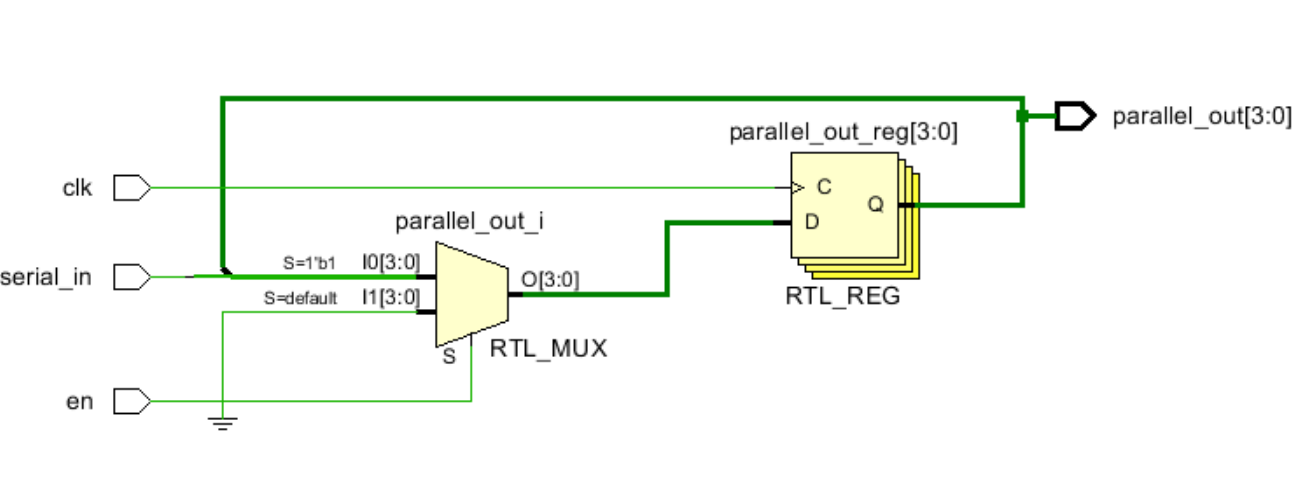 parallel_out[3:0]
parallel_out_reg[3:0]
clk
C
Q
D
parallel_out_i
serial_in
S=1'b1
I0[3:0]
S=default
I1[3:0]
O[3:0]
RTL_REG
S
RTL_MUX
en